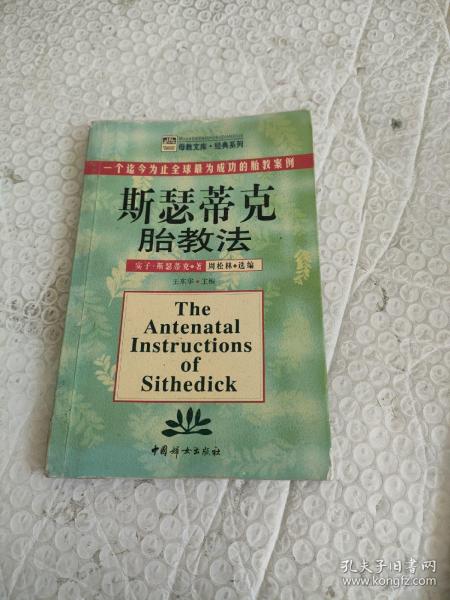 母教文库·经典系列
一个迄今为止全球最为成功的胎教案例
斯瑟蒂克
胎教法
实子·斯瑟蒂克·著 周松林·选编
王东华·主编
The
Antenatal
Instructions
of
Sithedick
中国妇女出版社
孔夫子旧书网
www.kongfz.com